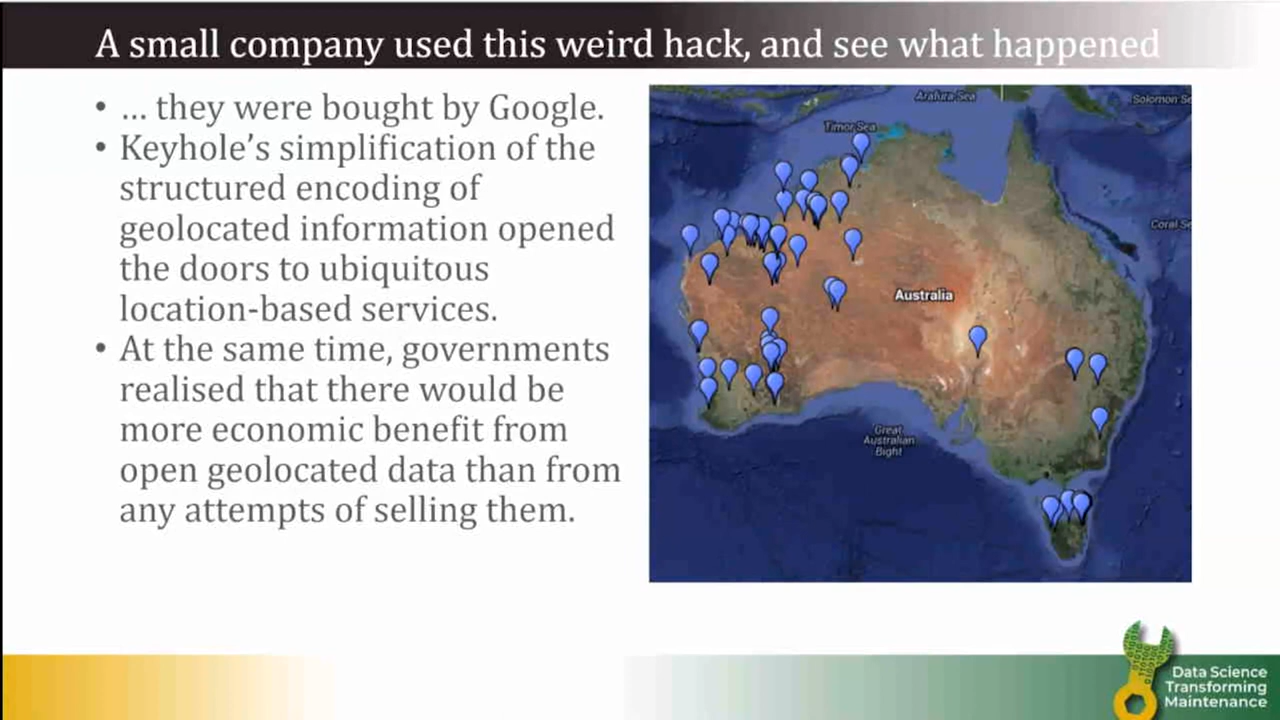 A small company used this weird hack, and see what happened
• ... they were bought by Google.
• Keyhole's simplification of the
structured encoding of
geolocated information opened
the doors to ubiquitous
location-based services.
• At the same time, governments
realised that there would be
more economic benefit from
open geolocated data than from
any attempts of selling them.
Arafura Sea
Solomon Se
Timor Sea
Coral Se
Australia
Great
Australian
Bight
Data Science
Transforming
Maintenance